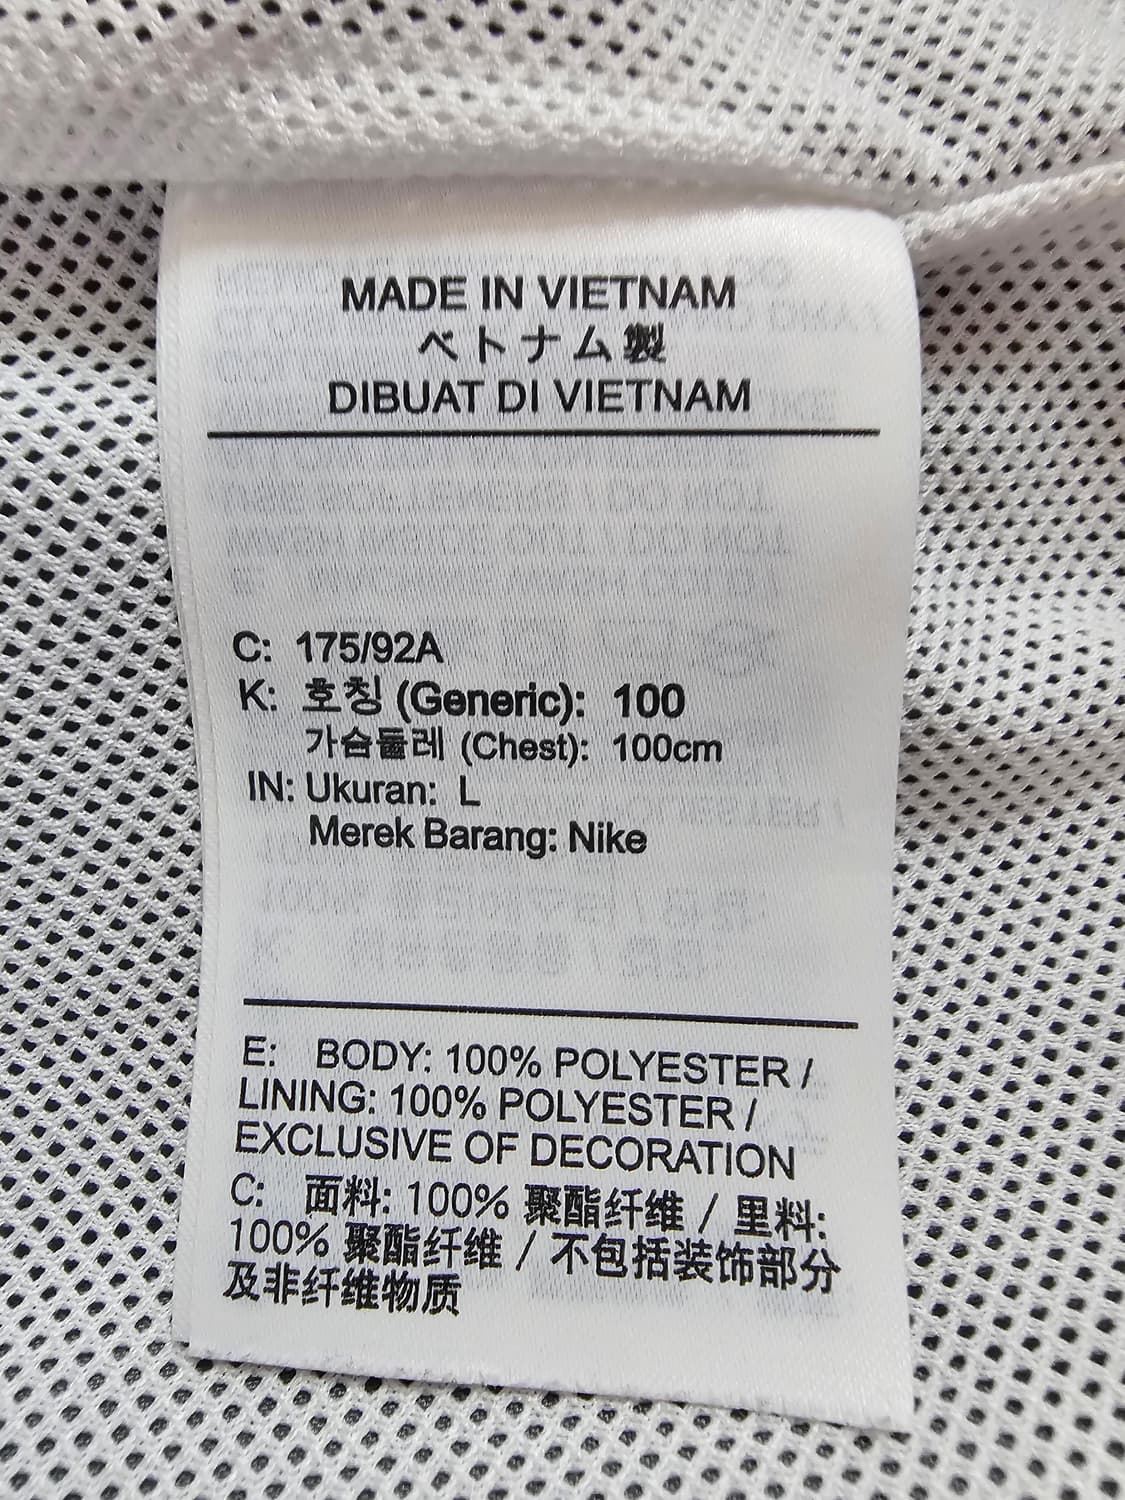 MADE IN VIETNAM
ベトナム製
DIBUAT DI VIETNAM
C: 175/92A
K: 호칭 (Generic): 100
가슴둘레 (Chest): 100cm
IN: Ukuran: L
Merek Barang: Nike
E: BODY: 100% POLYESTER /
LINING: 100% POLYESTER /
EXCLUSIVE OF DECORATION
C: 面料: 100% 聚酯纤维 / 里料:
100% 聚酯纤维 / 不包括装饰部分
及非纤维物质